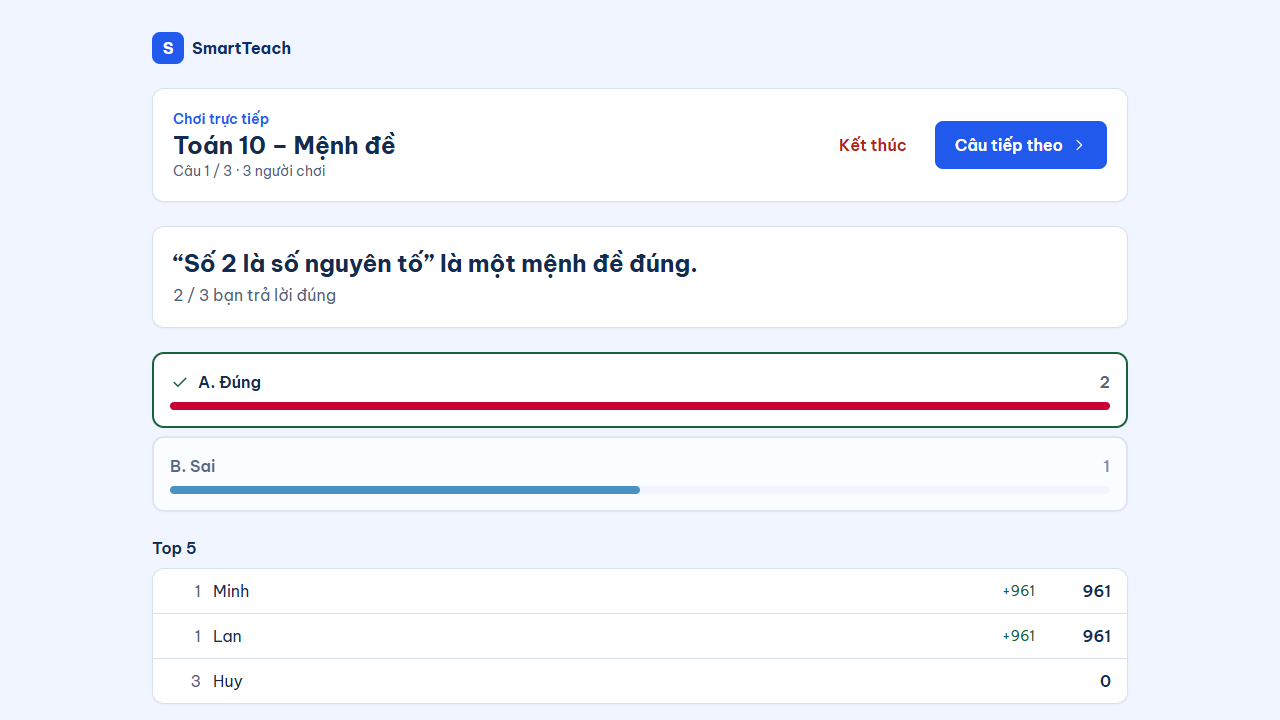 S SmartTeach
Chơi trực tiếp
Toán 10 – Mệnh đề
Câu 1 / 3 · 3 người chơi
Kết thúc
Câu tiếp theo
“Số 2 là số nguyên tố” là một mệnh đề đúng.
2 / 3 bạn trả lời đúng
A. Đúng 2
B. Sai 1
Top 5
1 Minh +961 961
1 Lan +961 961
3 Huy 0